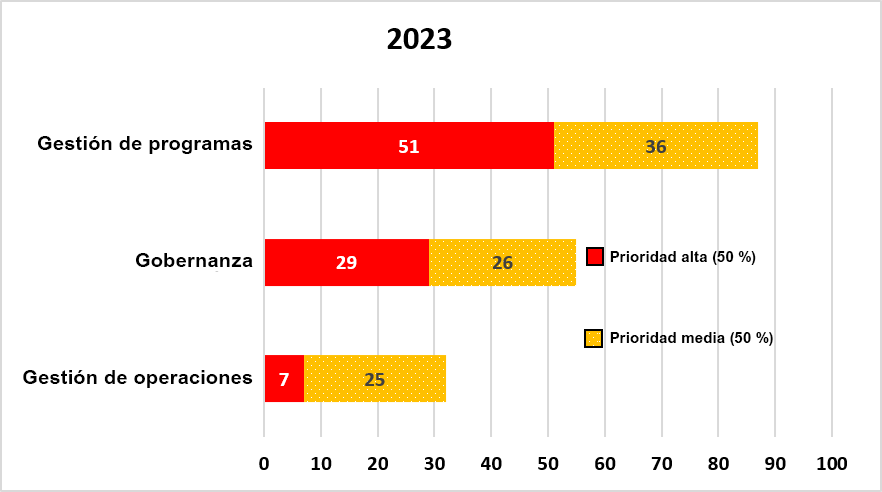 2023
Gestión de programas
51
36
Gobernanza
29
26
Prioridad alta (50 %)
Prioridad media (50 %)
Gestión de operaciones
7
25
0 10 20 30 40 50 60 70 80 90 100